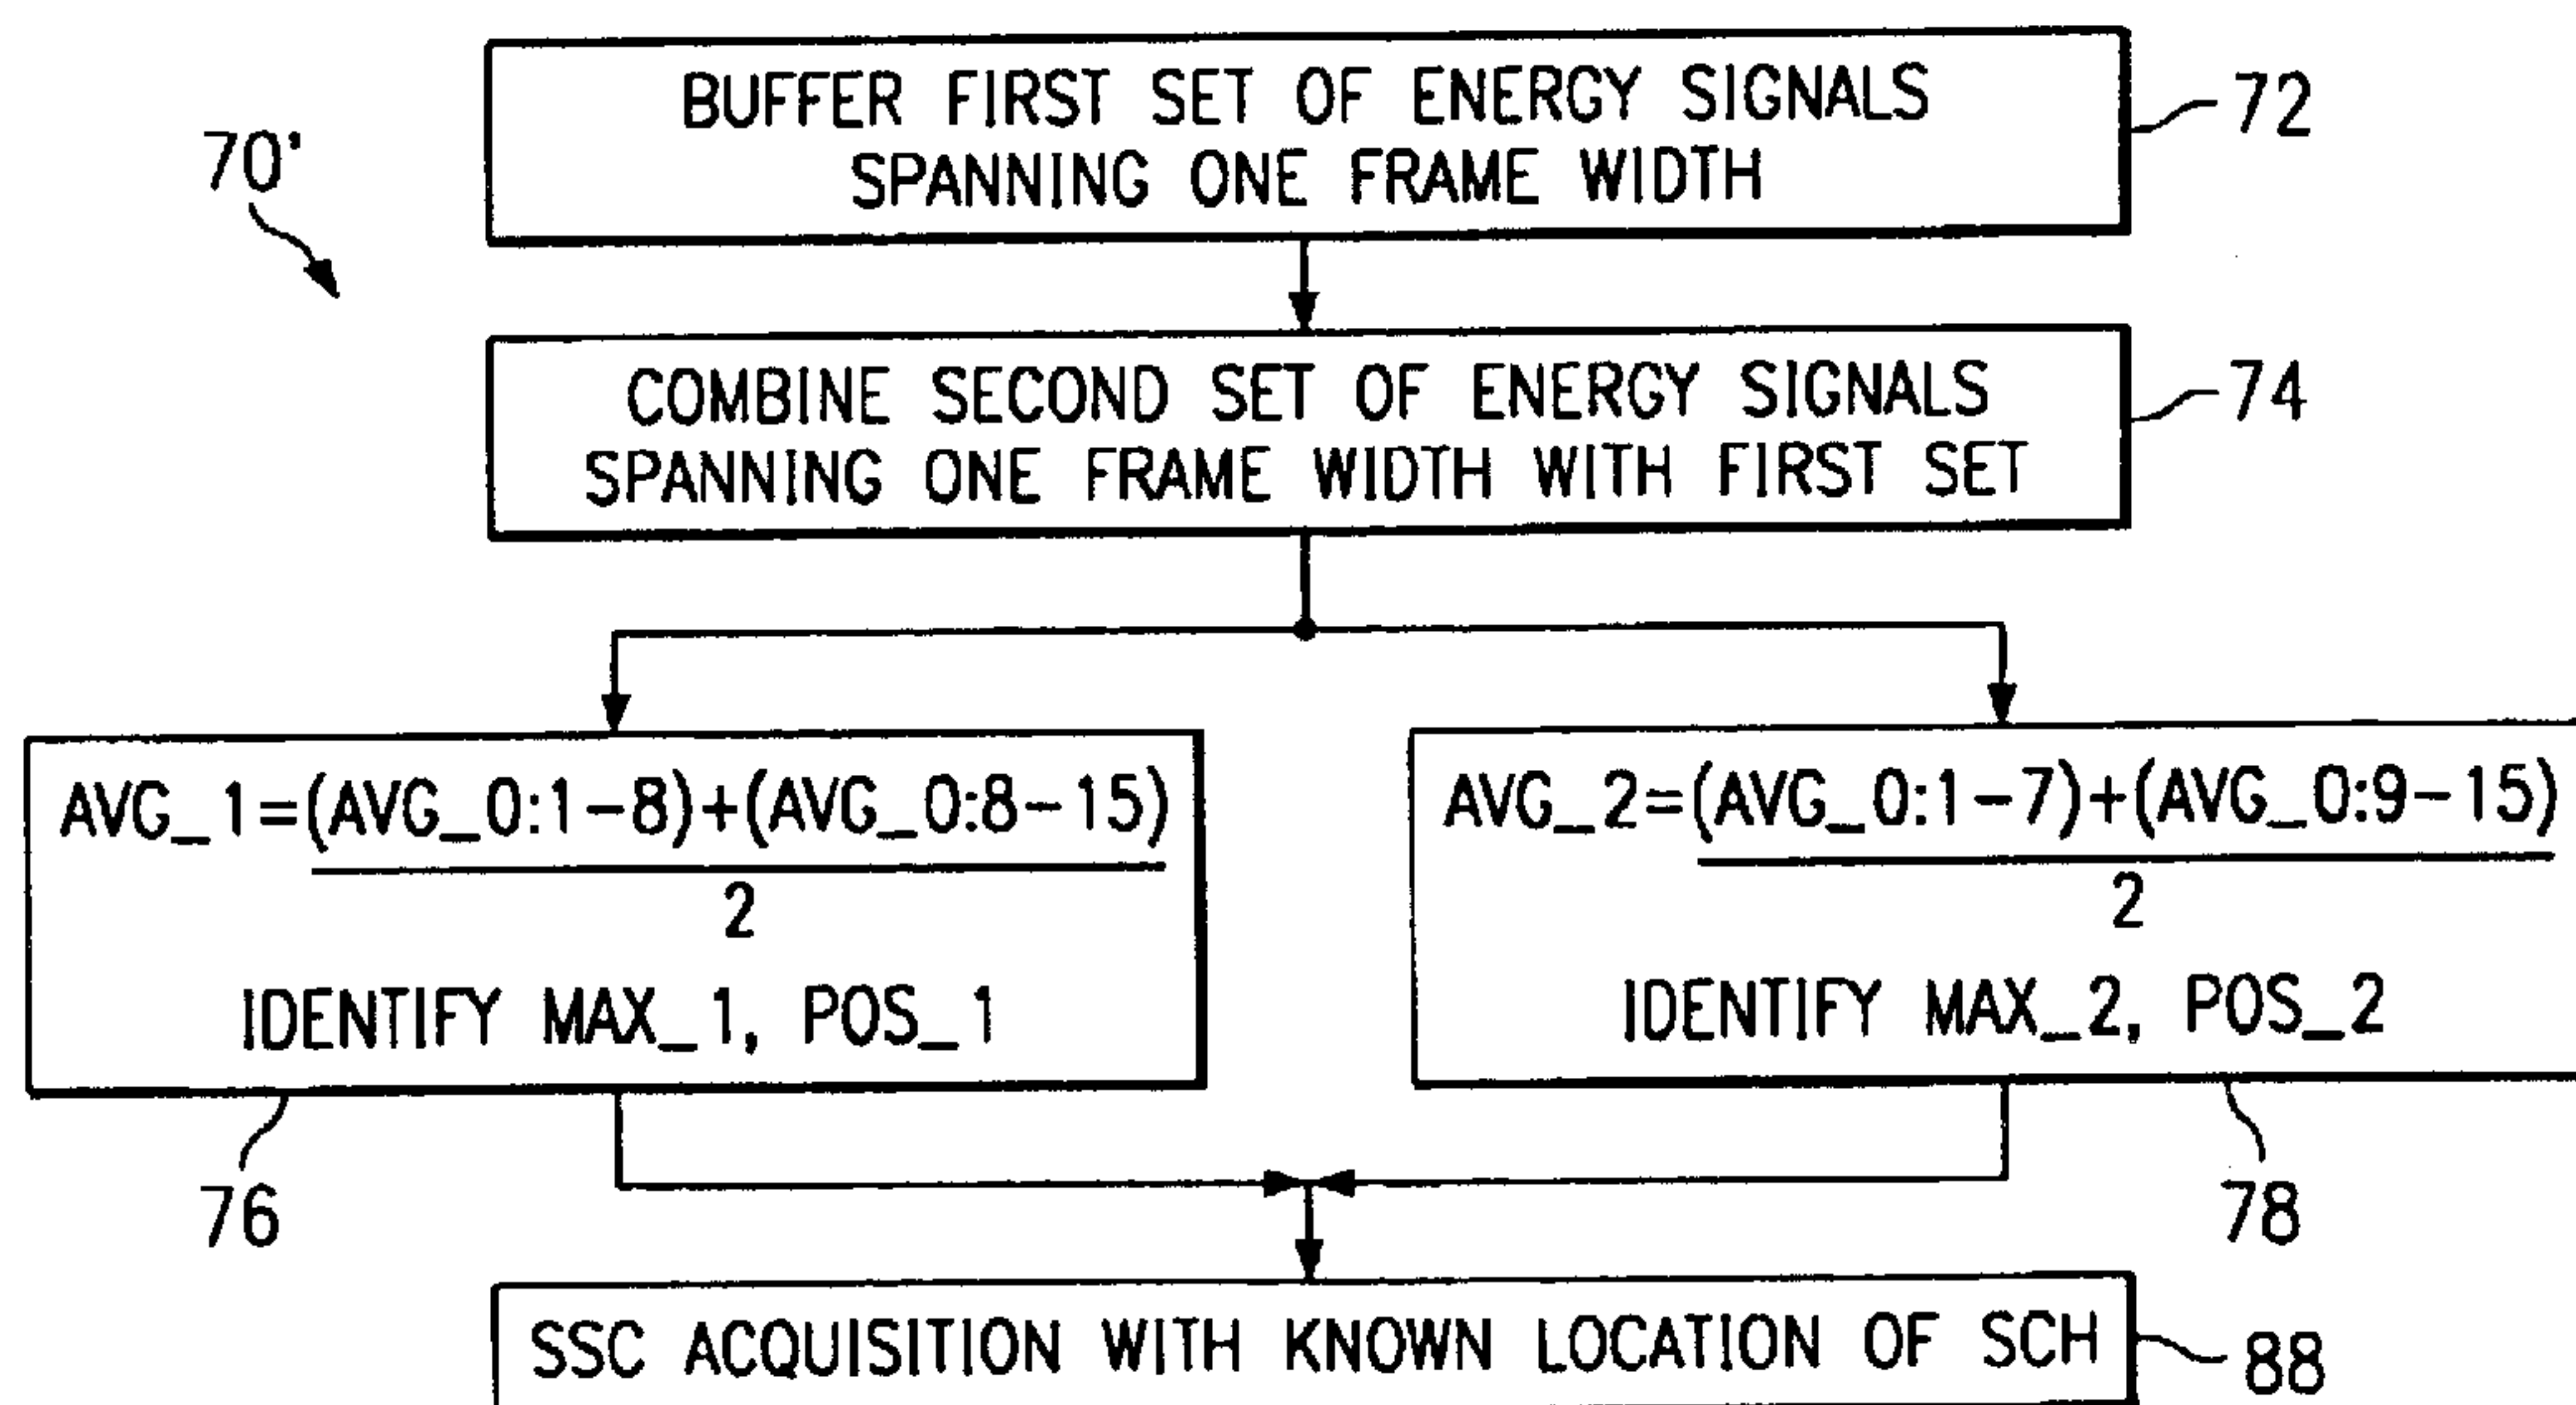 BUFFER FIRST SET OF ENERGY SIGNALS
SPANNING ONE FRAME WIDTH
72
70'
COMBINE SECOND SET OF ENERGY SIGNALS
SPANNING ONE FRAME WIDTH WITH FIRST SET
74
AVG_1=(AVG_0:1-8)+(AVG_0:8-15)
2
IDENTIFY MAX_1, POS_1
76
AVG_2=(AVG_0:1-7)+(AVG_0:9-15)
2
IDENTIFY MAX_2, POS_2
78
SSC ACQUISITION WITH KNOWN LOCATION OF SCH
88